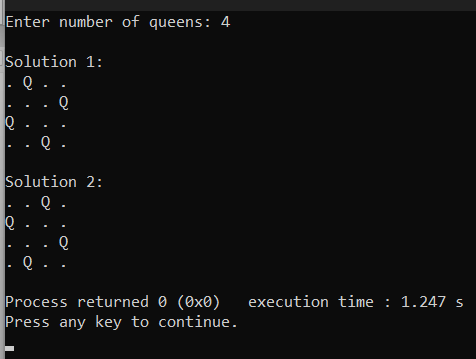 Enter number of queens: 4
Solution 1:
. Q . .
. . . Q
Q . . .
. . Q .
Solution 2:
. . Q .
Q . . .
. . . Q
. Q . .
Process returned 0 (0x0)   execution time : 1.247 s
Press any key to continue.